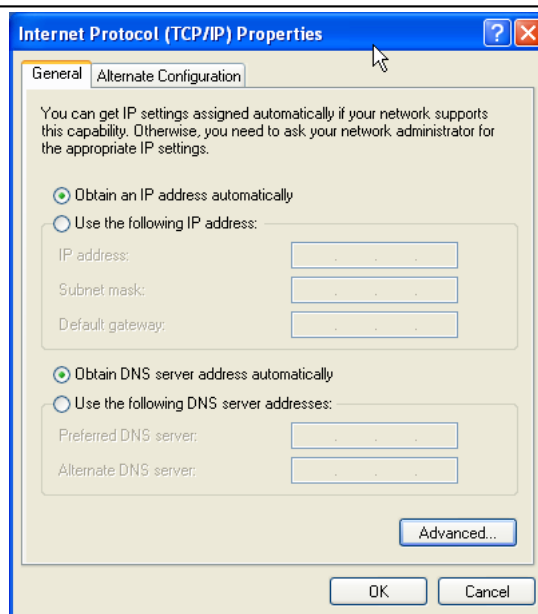 Internet Protocol (TCP/IP) Properties
General
Alternate Configuration
You can get IP settings assigned automatically if your network supports
this capability. Otherwise, you need to ask your network administrator for
the appropriate IP settings.
Obtain an IP address automatically
Use the following IP address:
IP address:
Subnet mask:
Default gateway:
Obtain DNS server address automatically
Use the following DNS server addresses:
Preferred DNS server:
Alternate DNS server:
Advanced...
OK
Cancel